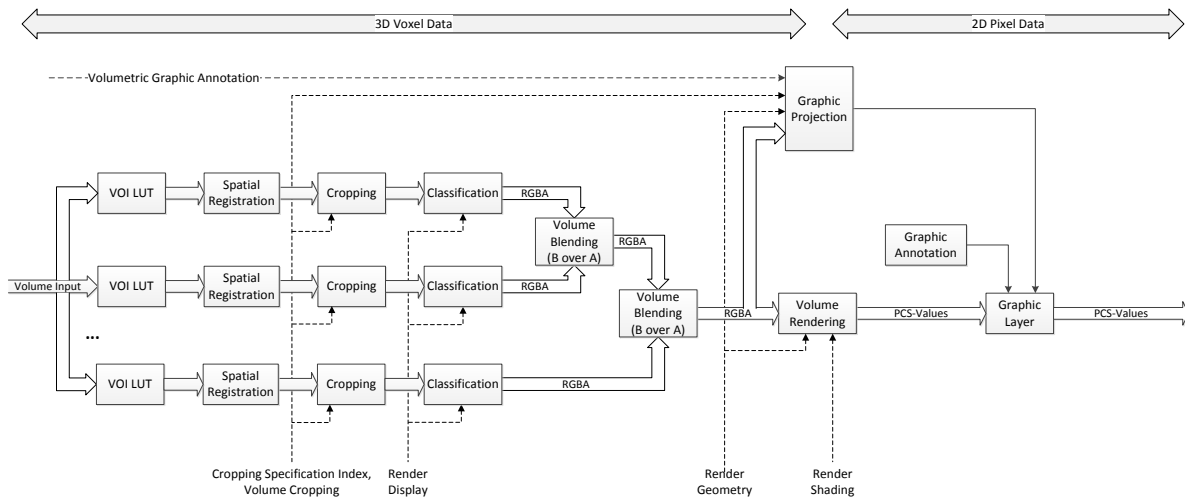 3D Voxel Data
2D Pixel Data
Volumetric Graphic Annotation
Graphic
Projection
VOI LUT
Spatial
Registration
Cropping
Classification
RGBA
Volume
Blending
(B over A)
RGBA
Graphic
Annotation
Volume Input
VOI LUT
Spatial
Registration
Cropping
Classification
RGBA
Volume
Blending
(B over A)
RGBA
Volume
Rendering
PCS-Values
Graphic
Layer
PCS-Values
...
VOI LUT
Spatial
Registration
Cropping
Classification
RGBA
Cropping Specification Index,
Volume Cropping
Render
Display
Render
Geometry
Render
Shading